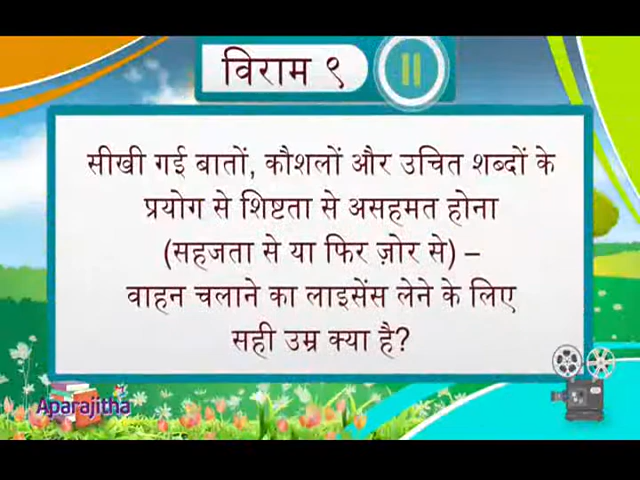 विराम ९
सीखी गई बातों, कौशलों और उचित शब्दों के
प्रयोग से शिष्टता से असहमत होना
(सहजता से या फिर ज़ोर से) –
वाहन चलाने का लाइसेंस लेने के लिए
सही उम्र क्या है?
Aparajitha